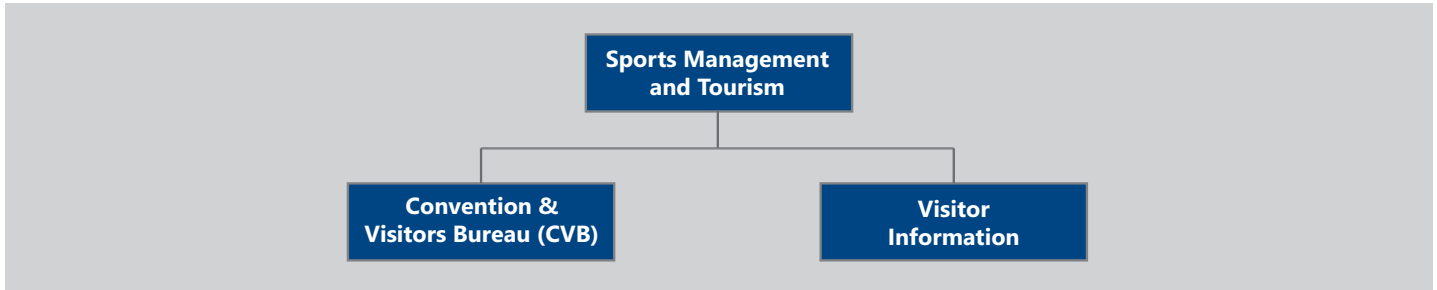 Sports Management
and Tourism
Convention &
Visitors Bureau (CVB)
Visitor
Information